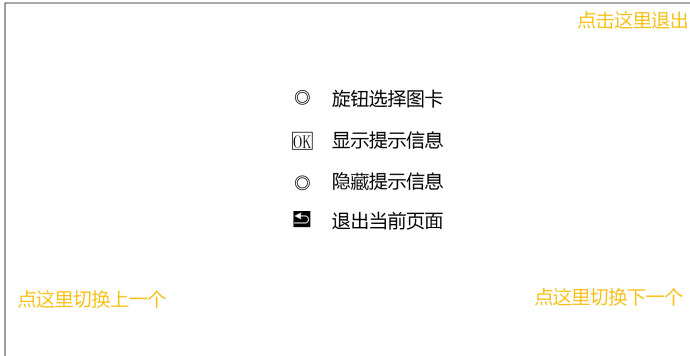 点击这里退出
◎ 旋钮选择图卡
OK 显示提示信息
◎ 隐藏提示信息
退出当前页面
点这里切换上一个
点这里切换下一个